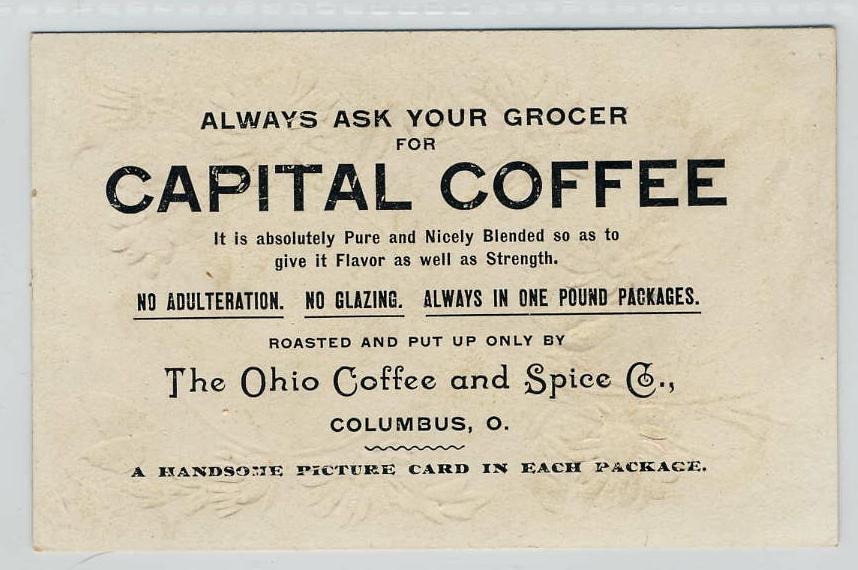 ALWAYS ASK YOUR GROCER
FOR
CAPITAL COFFEE
It is absolutely Pure and Nicely Blended so as to
give it Flavor as well as Strength.
NO ADULTERATION. NO GLAZING. ALWAYS IN ONE POUND PACKAGES.
ROASTED AND PUT UP ONLY BY
The Ohio Coffee and Spice Co.,
COLUMBUS, O.
A HANDSOME PICTURE CARD IN EACH PACKAGE.